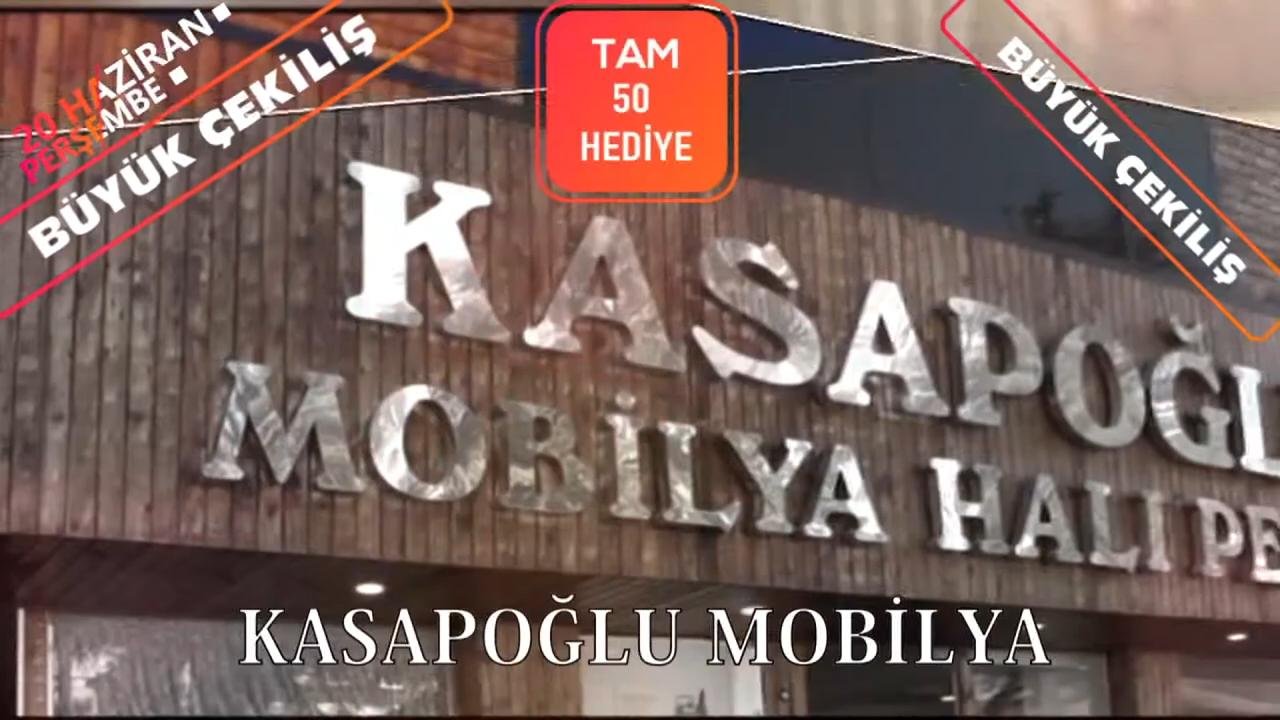 20 HAZİRAN
PERŞEMBE
BÜYÜK ÇEKİLİŞ
TAM
50
HEDİYE
BÜYÜK ÇEKİLİŞ
KASAPOĞL
MOBİLYA HALI PE
KASAPOĞLU MOBİLYA